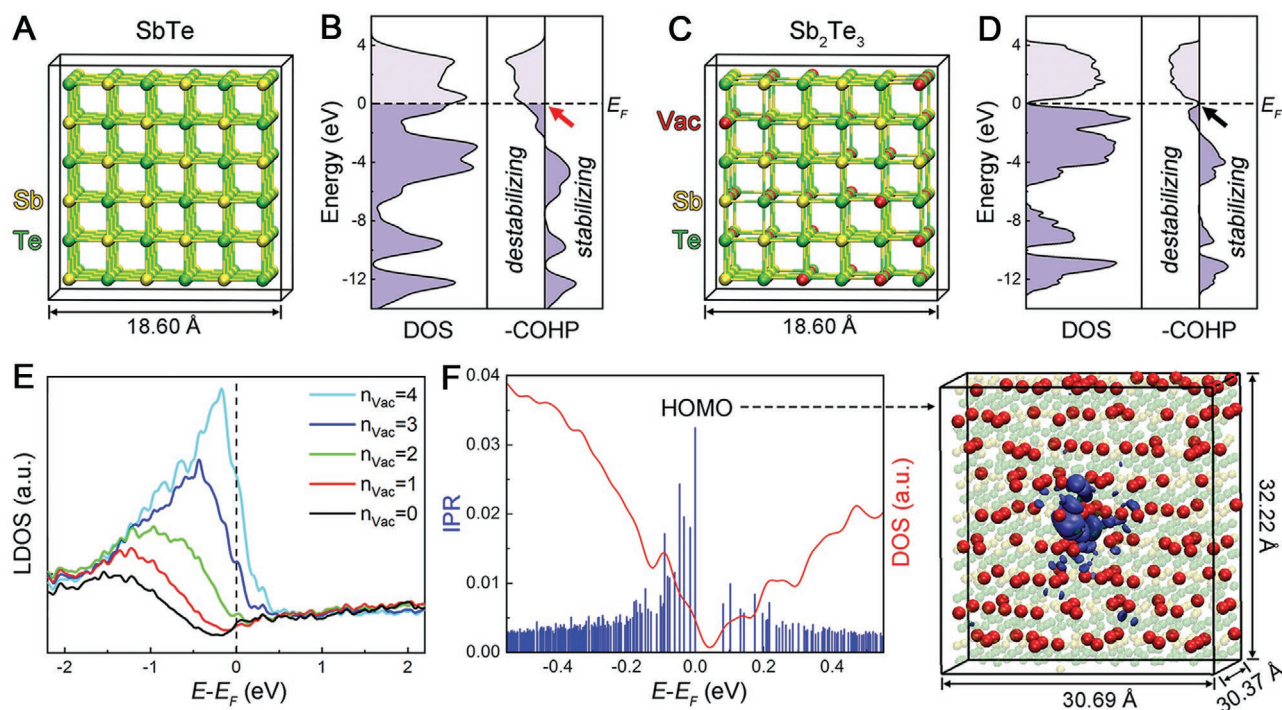 A
SbTe
Sb
Te
18.60 Å
B
Energy (eV)
4
0
-4
-8
-12
E_F
destabilizing
stabilizing
DOS
-COHP
C
Sb₂Te₃
Vac
Sb
Te
18.60 Å
D
Energy (eV)
4
0
-4
-8
-12
E_F
destabilizing
stabilizing
DOS
-COHP
E
LDOS (a.u.)
n_Vac=4
n_Vac=3
n_Vac=2
n_Vac=1
n_Vac=0
-2
-1
0
1
2
E-E_F (eV)
F
IPR
0.04
0.03
0.02
0.01
0.00
HOMO
DOS (a.u.)
-0.4
-0.2
0.0
0.2
0.4
E-E_F (eV)
32.22 Å
30.37 Å
30.69 Å